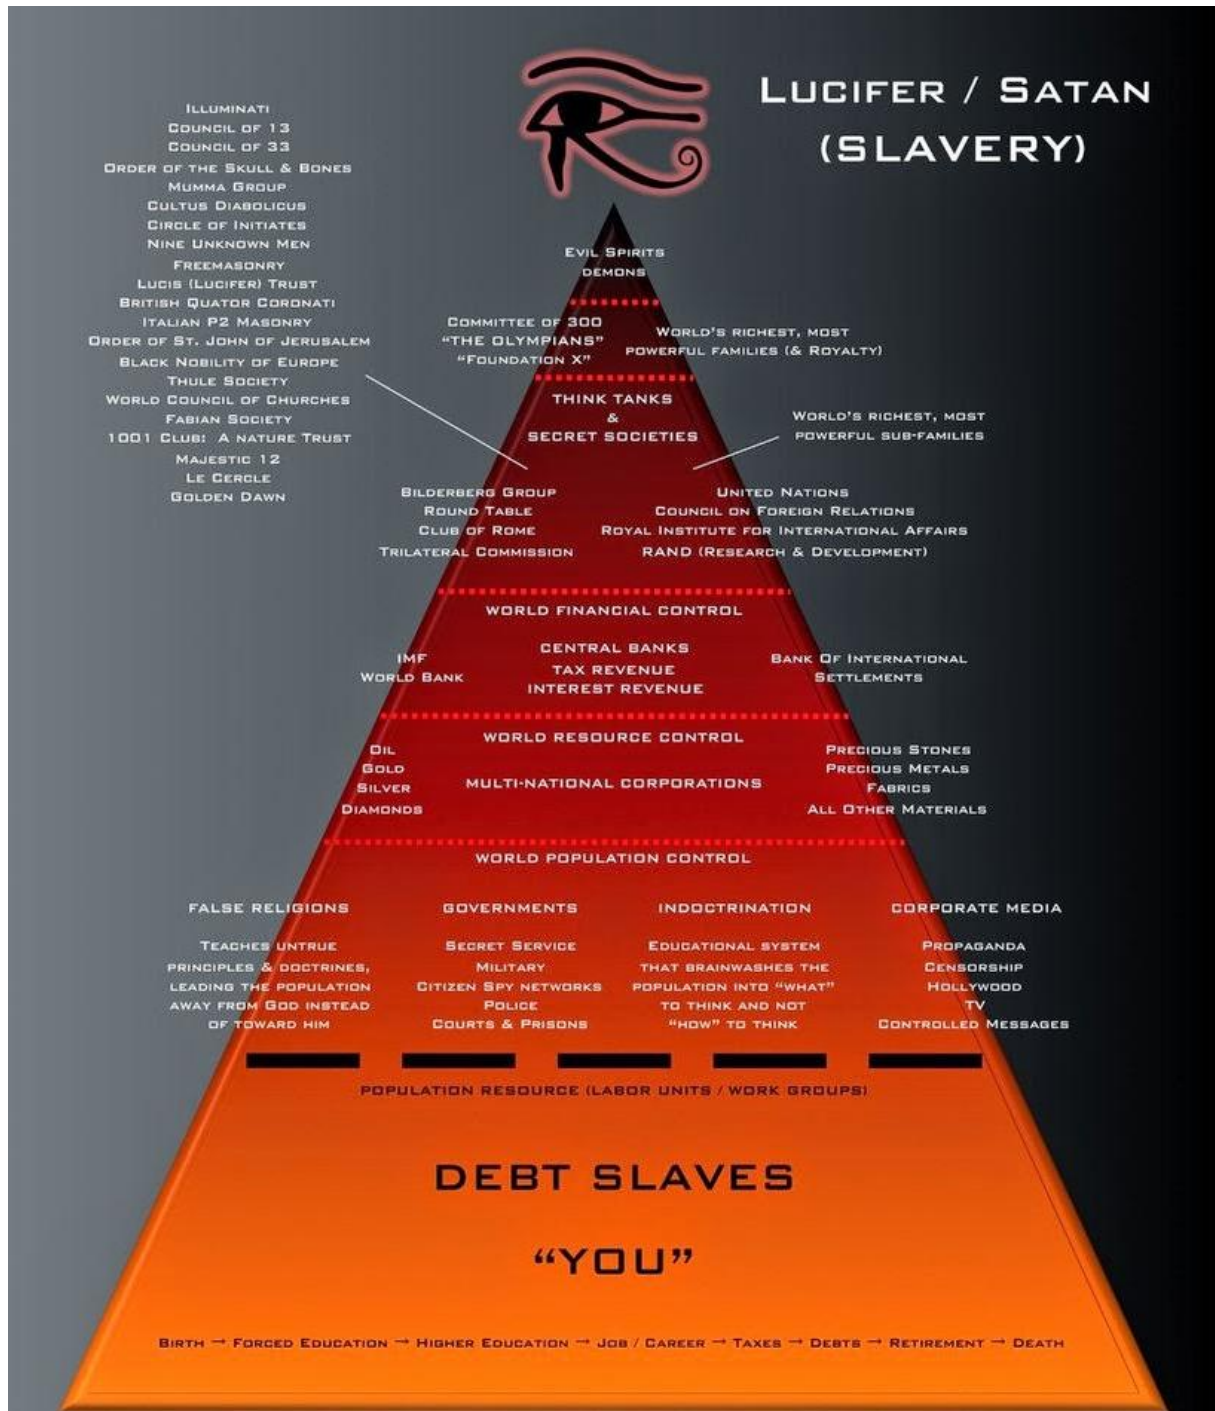 LUCIFER / SATAN
(SLAVERY)
ILLUMINATI
COUNCIL OF 13
COUNCIL OF 33
ORDER OF THE SKULL & BONES
MUMMA GROUP
CULTUS DIABOLICUS
CIRCLE OF INITIATES
NINE UNKNOWN MEN
FREEMASONRY
LUCIS (LUCIFER) TRUST
BRITISH QUATOR CORONATI
ITALIAN P2 MASONRY
ORDER OF ST. JOHN OF JERUSALEM
BLACK NOBILITY OF EUROPE
THULE SOCIETY
WORLD COUNCIL OF CHURCHES
FABIAN SOCIETY
1001 CLUB: A NATURE TRUST
MAJESTIC 12
LE CERCLE
GOLDEN DAWN
EVIL SPIRITS
DEMONS
COMMITTEE OF 300
"THE OLYMPIANS"
"FOUNDATION X"
WORLD'S RICHEST, MOST
POWERFUL FAMILIES (& ROYALTY)
THINK TANKS
&
SECRET SOCIETIES
WORLD'S RICHEST, MOST
POWERFUL SUB-FAMILIES
BILDERBERG GROUP
ROUND TABLE
CLUB OF ROME
TRILATERAL COMMISSION
UNITED NATIONS
COUNCIL ON FOREIGN RELATIONS
ROYAL INSTITUTE FOR INTERNATIONAL AFFAIRS
RAND (RESEARCH & DEVELOPMENT)
WORLD FINANCIAL CONTROL
IMF
WORLD BANK
CENTRAL BANKS
TAX REVENUE
INTEREST REVENUE
BANK OF INTERNATIONAL
SETTLEMENTS
WORLD RESOURCE CONTROL
OIL
GOLD
SILVER
DIAMONDS
MULTI-NATIONAL CORPORATIONS
PRECIOUS STONES
PRECIOUS METALS
FABRICS
ALL OTHER MATERIALS
WORLD POPULATION CONTROL
FALSE RELIGIONS
TEACHES UNTRUE
PRINCIPLES & DOCTRINES,
LEADING THE POPULATION
AWAY FROM GOD INSTEAD
OF TOWARD HIM
GOVERNMENTS
SECRET SERVICE
MILITARY
CITIZEN SPY NETWORKS
POLICE
COURTS & PRISONS
INDOCTRINATION
EDUCATIONAL SYSTEM
THAT BRAINWASHES THE
POPULATION INTO "WHAT"
TO THINK AND NOT
"HOW" TO THINK
CORPORATE MEDIA
PROPAGANDA
CENSORSHIP
HOLLYWOOD
TV
CONTROLLED MESSAGES
POPULATION RESOURCE (LABOR UNITS / WORK GROUPS)
DEBT SLAVES
"YOU"
BIRTH → FORCED EDUCATION → HIGHER EDUCATION → JOB / CAREER → TAXES → DEBTS → RETIREMENT → DEATH